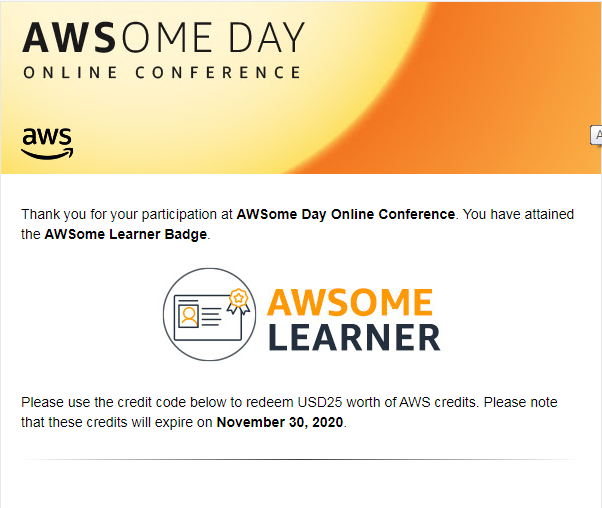 AWSOME DAY
ONLINE CONFERENCE
aws
A
Thank you for your participation at AWSome Day Online Conference. You have attained
the AWSome Learner Badge.
AWSOME
LEARNER
Please use the credit code below to redeem USD25 worth of AWS credits. Please note
that these credits will expire on November 30, 2020.